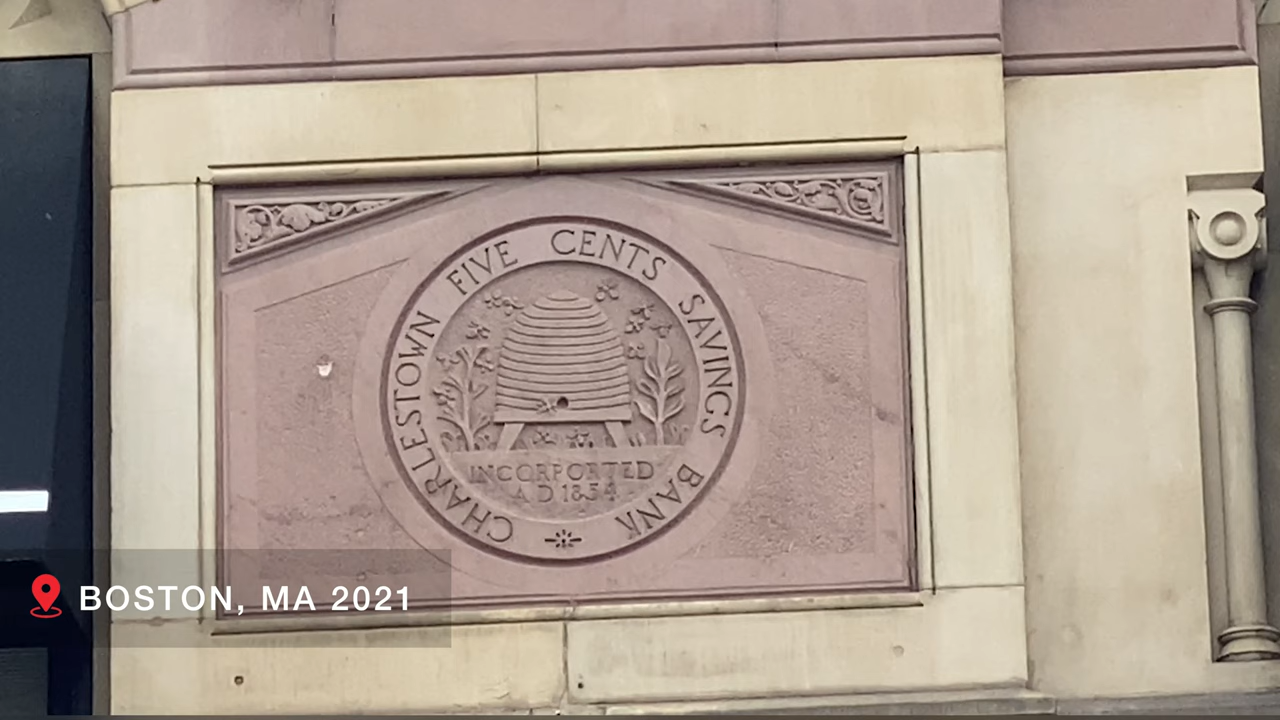 CHARLESTOWN FIVE CENTS SAVINGS BANK
INCORPORTED
A D 1854
BOSTON, MA 2021